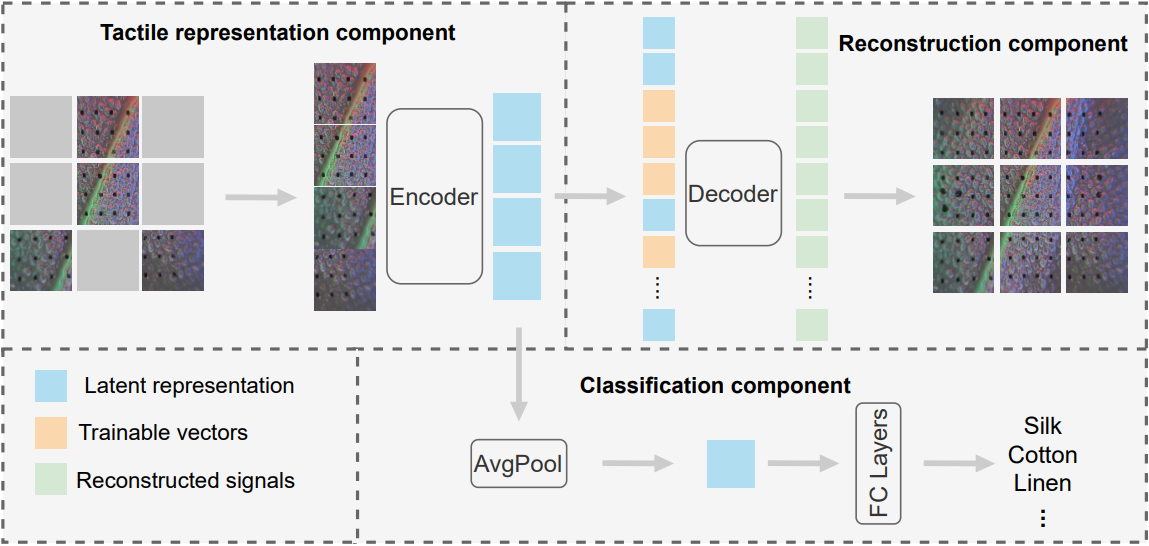 Tactile representation component
Reconstruction component
Encoder
Decoder
Latent representation
Trainable vectors
Reconstructed signals
Classification component
AvgPool
FC Layers
Silk
Cotton
Linen